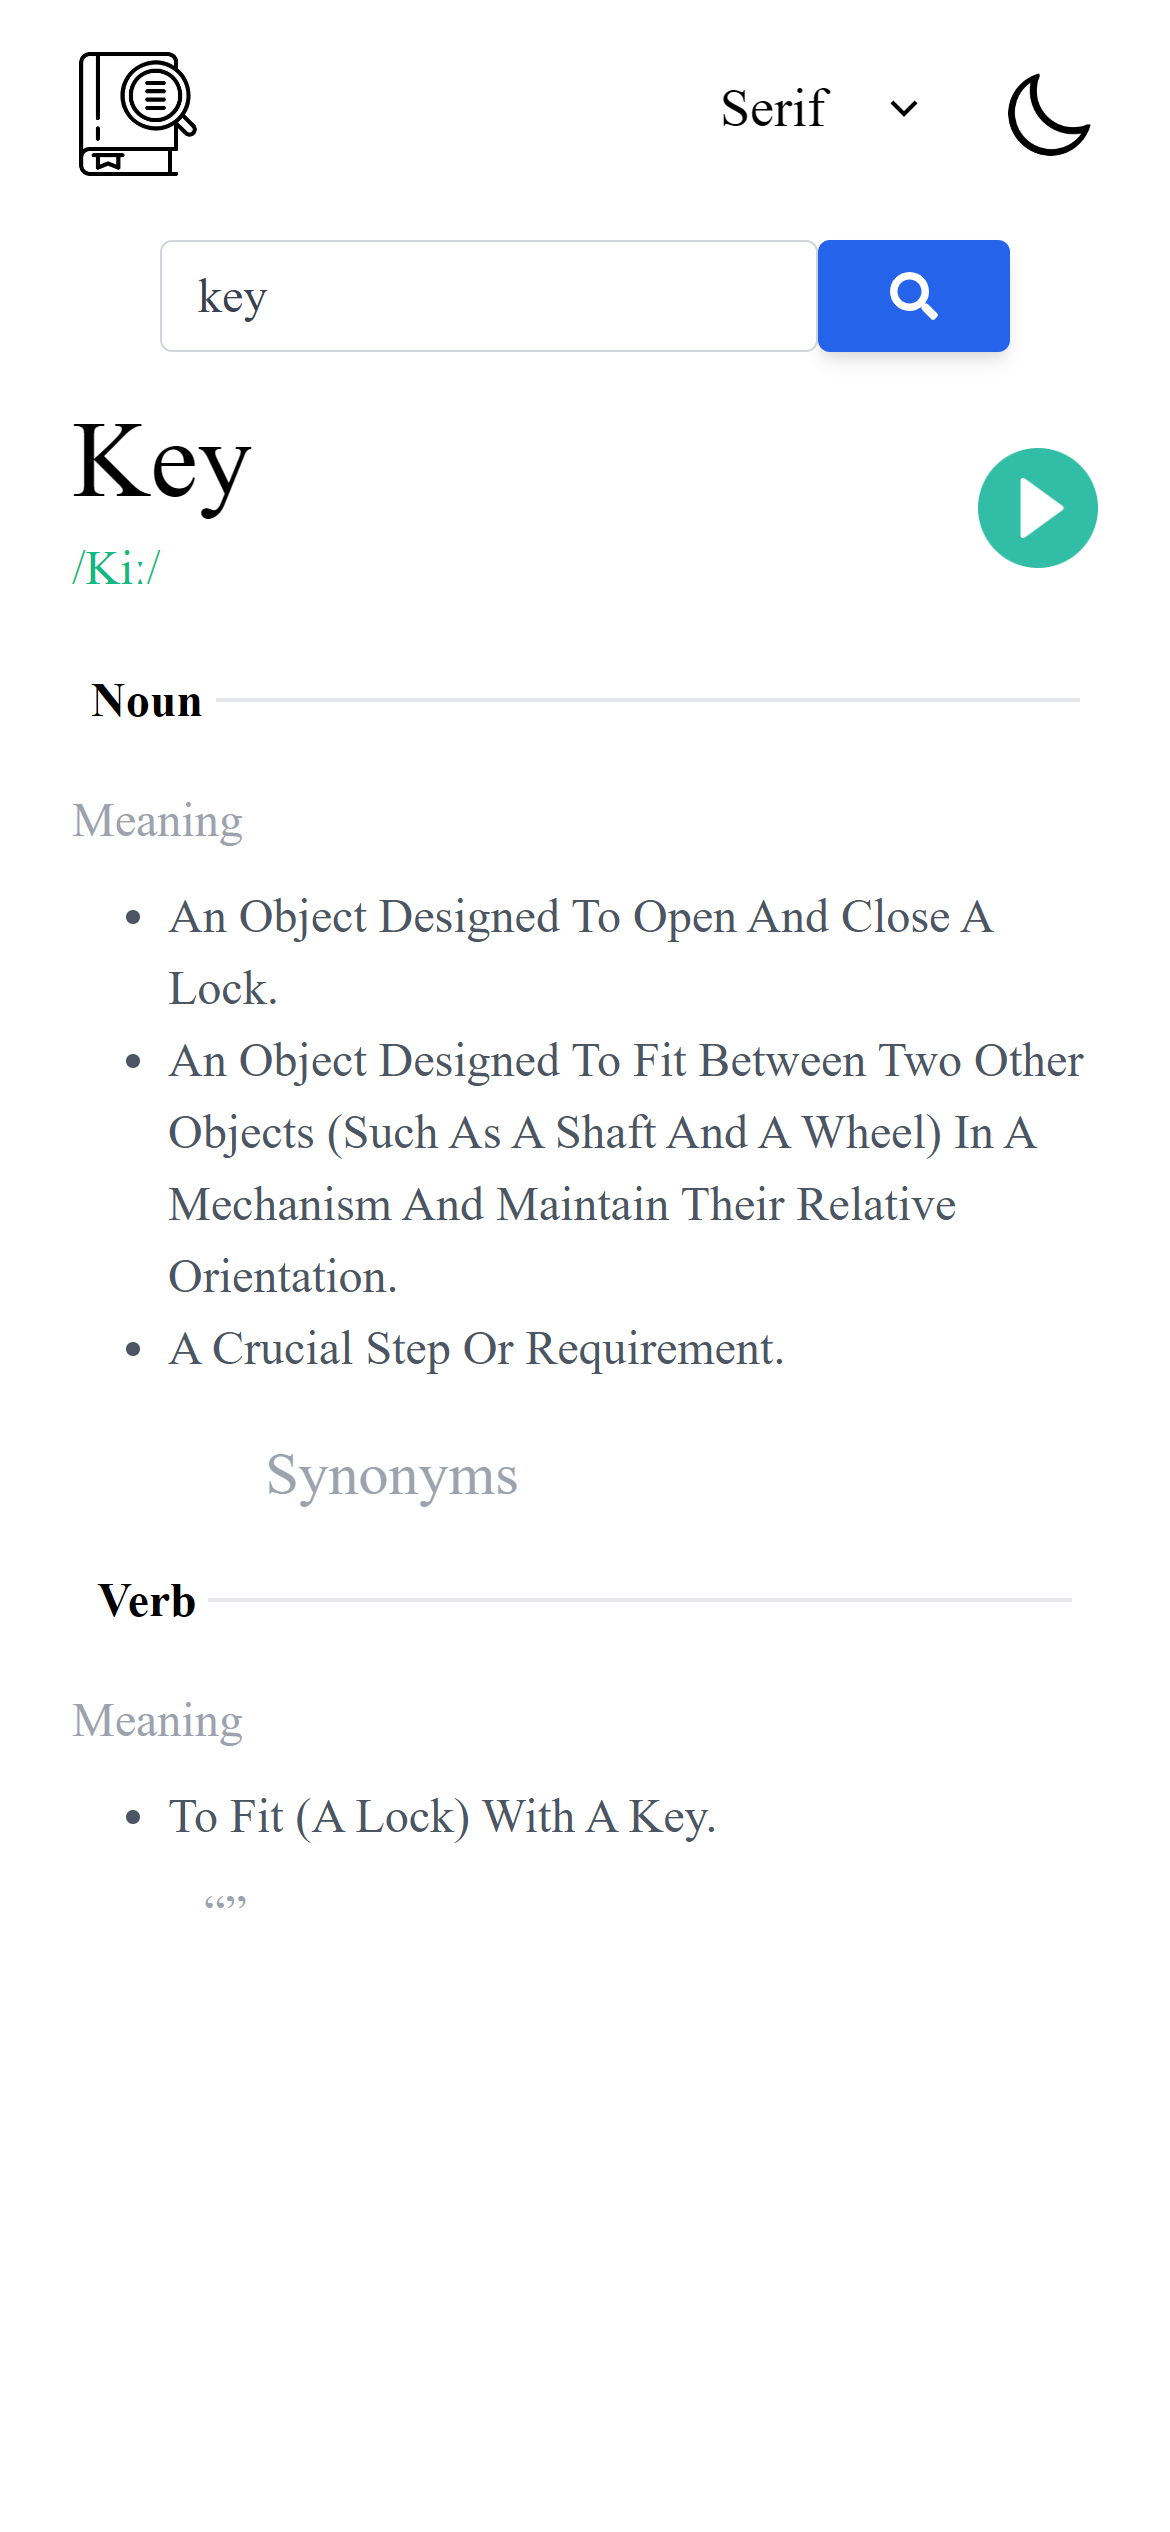 Serif
key
Key
/Kiː/
Noun
Meaning
• An Object Designed To Open And Close A
Lock.
• An Object Designed To Fit Between Two Other
Objects (Such As A Shaft And A Wheel) In A
Mechanism And Maintain Their Relative
Orientation.
• A Crucial Step Or Requirement.
Synonyms
Verb
Meaning
• To Fit (A Lock) With A Key.
“”